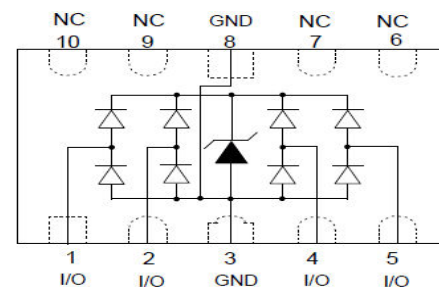 NC NC GND NC NC
10 9 8 7 6
1 2 3 4 5
I/O I/O GND I/O I/O